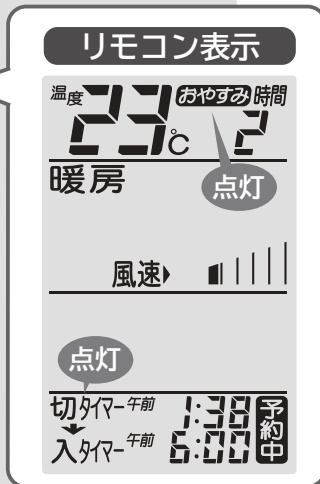 リモコン表示
温度 23℃ おやすみ 時間 2
暖房
点灯
風速
点灯
切タイマー 午前 1:38
入タイマー 午前 6:00
予約中